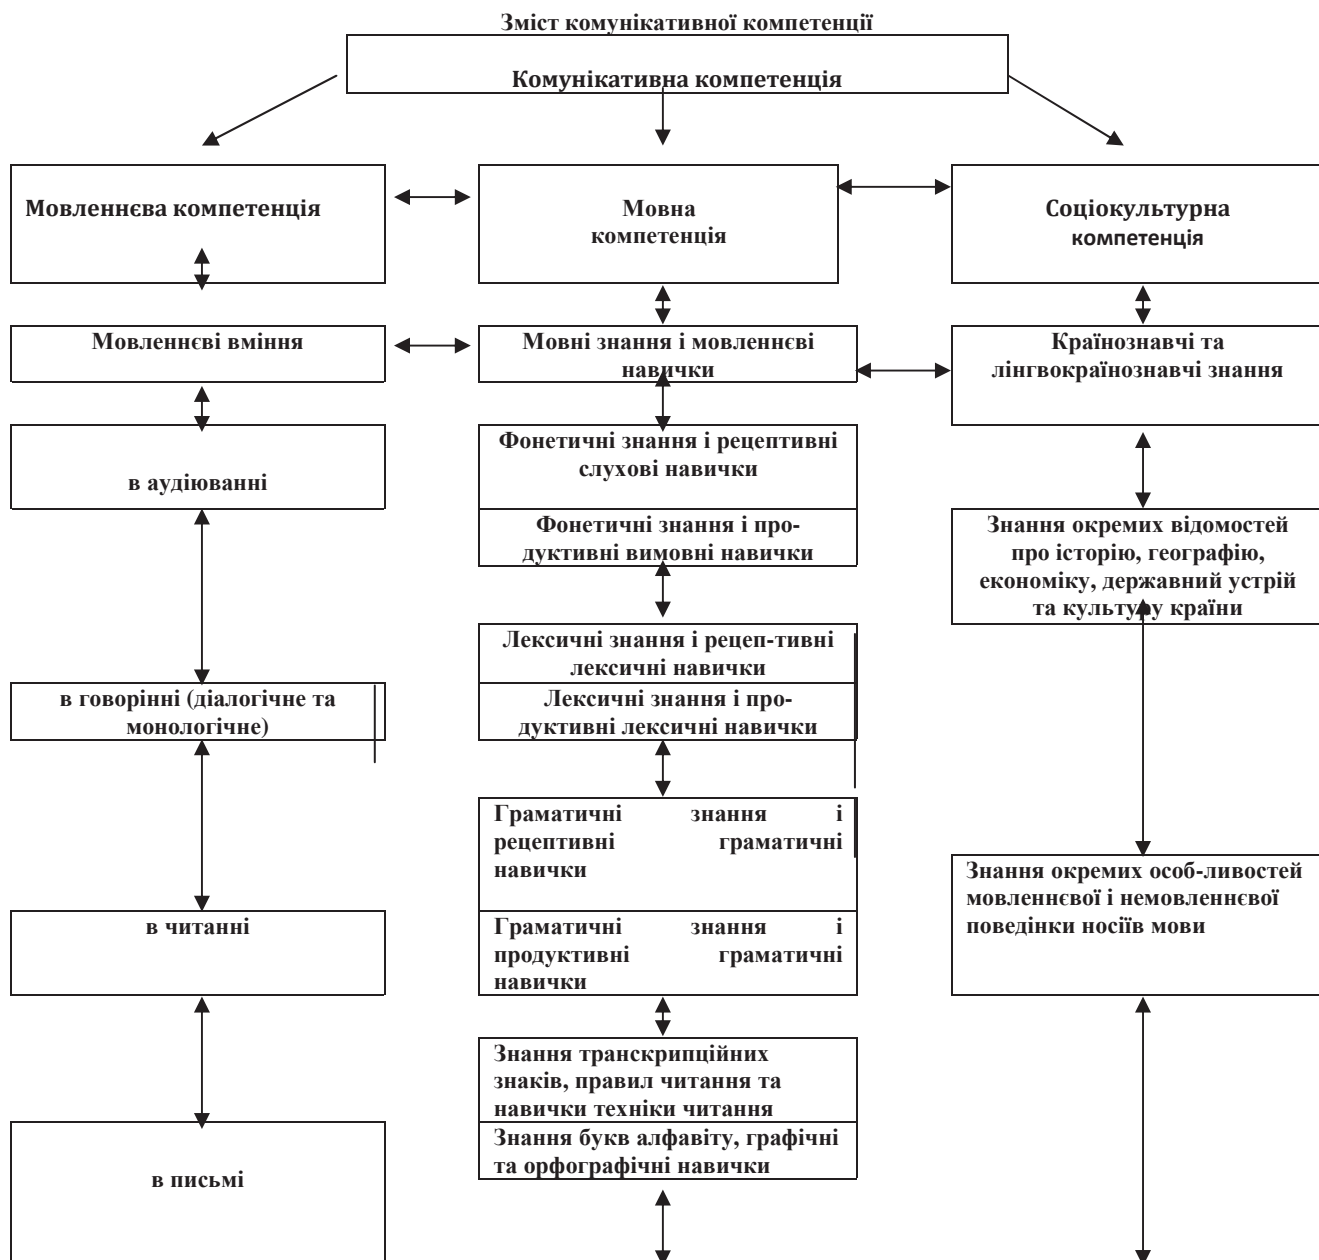 Зміст комунікативної компетенції
Комунікативна компетенція
Мовленнєва компетенція
Мовна
компетенція
Соціокультурна
компетенція
Мовленнєві вміння
Мовні знання і мовленнєві
навички
Країнознавчі та
лінгвокраїнознавчі знання
в аудіюванні
Фонетичні знання і рецептивні
слухові навички
Фонетичні знання і про-
дуктивні вимовні навички
Знання окремих відомостей
про історію, географію,
економіку, державний устрій
та культуру країни
Лексичні знання і рецеп-тивні
лексичні навички
Лексичні знання і про-
дуктивні лексичні навички
в говорінні (діалогічне та
монологічне)
Граматичні знання і
рецептивні граматичні
навички
Граматичні знання і
продуктивні граматичні
навички
Знання окремих особ-ливостей
мовленнєвої і немовленнєвої
поведінки носіїв мови
в читанні
Знання транскрипційних
знаків, правил читання та
навички техніки читання
Знання букв алфавіту, графічні
та орфографічні навички
в письмі